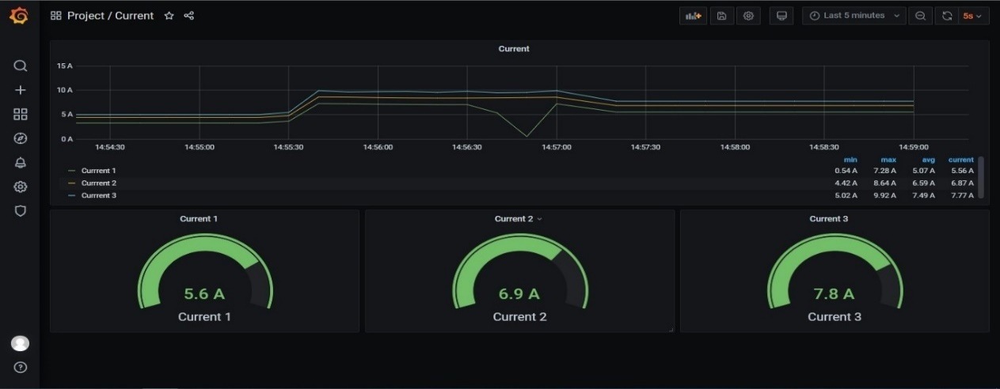 Project / Current
Last 5 minutes
5s
Current
15 A
10 A
5 A
0 A
14:54:30 14:55:00 14:55:30 14:56:00 14:56:30 14:57:00 14:57:30 14:58:00 14:58:30 14:59:00
min max avg current
Currrent 1 0.54 A 7.28 A 5.07 A 5.56 A
Currrent 2 4.42 A 8.64 A 6.59 A 6.87 A
Currrent 3 5.02 A 9.92 A 7.49 A 7.77 A
Current 1 Current 2 Current 3
5.6 A 6.9 A 7.8 A
Current 1 Current 2 Current 3